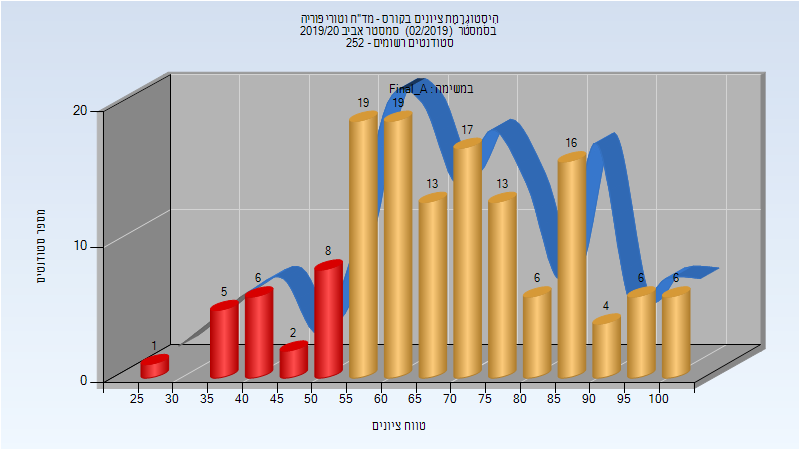 היסטוגרמת ציונים בקורס - מד"ח וטורי פוריה
בסמסטר (02/2019) סמסטר אביב 2019/20
סטודנטים רשומים - 252
במשימה : Final_A
19 19
17
16
13 13
8
6 6 6 6
5
4
2
1
20
10
0
מספר סטודנטים
25 30 35 40 45 50 55 60 65 70 75 80 85 90 95 100
טווח ציונים